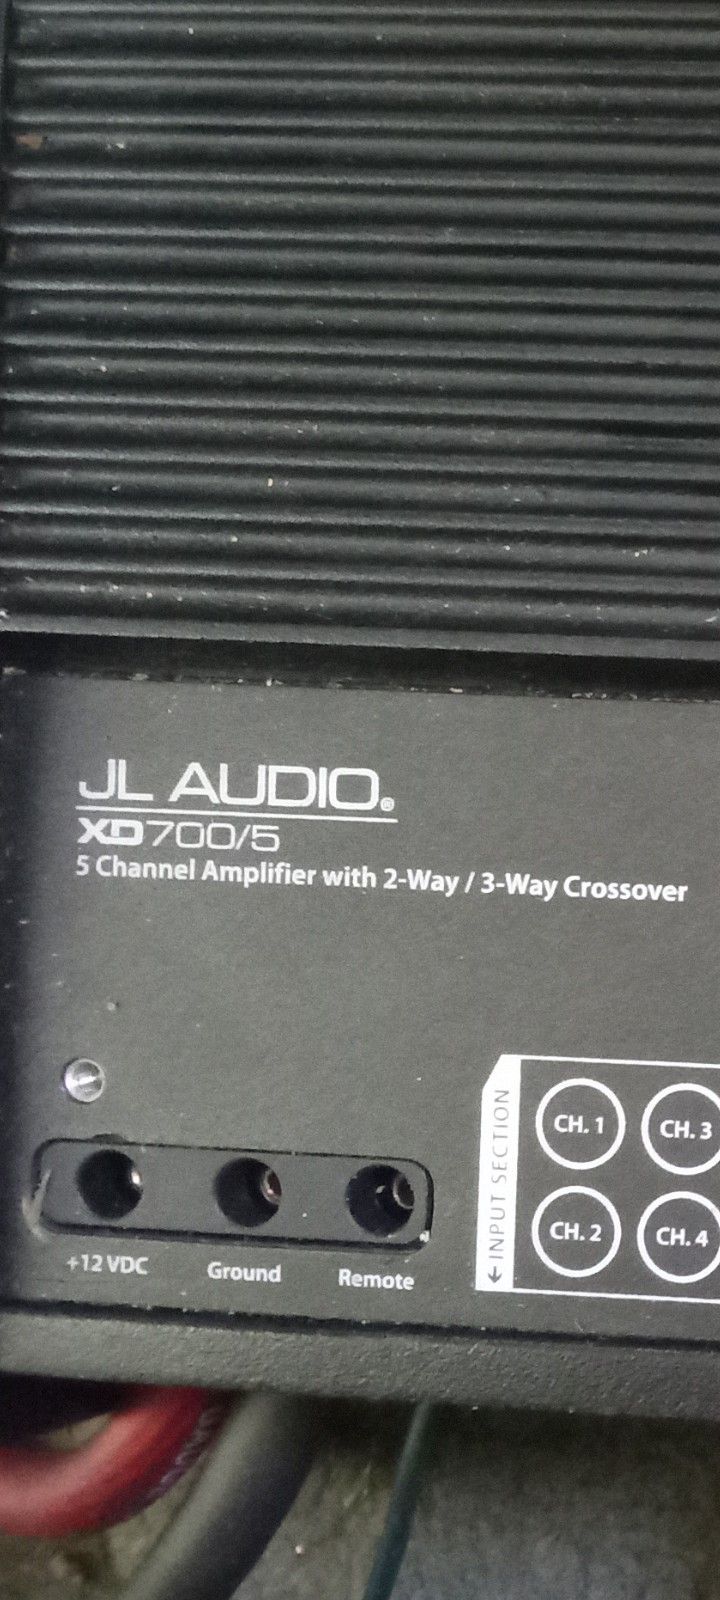 JL AUDIO®
XD700/5
5 Channel Amplifier with 2-Way / 3-Way Crossover
+12 VDC
Ground
Remote
← INPUT SECTION
CH. 1
CH. 3
CH. 2
CH. 4